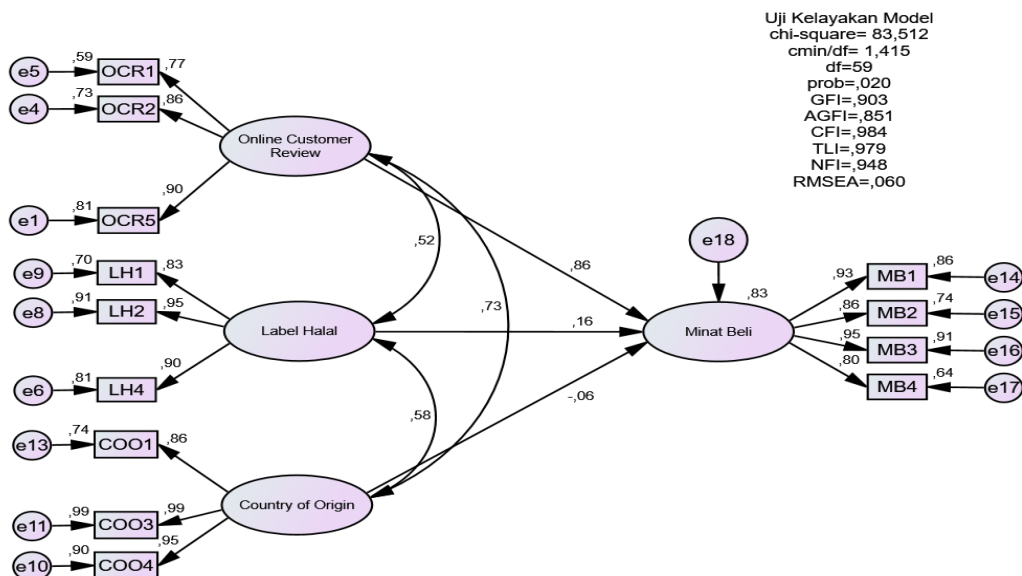 Uji Kelayakan Model
chi-square= 83,512
cmin/df= 1,415
df=59
prob=,020
GFI=,903
AGFI=,851
CFI=,984
TLI=,979
NFI=,948
RMSEA=,060
e5 ,59 OCR1 ,77
e4 ,73 OCR2 ,86
Online Customer
Review
e1 ,81 OCR5 ,90
e9 ,70 LH1 ,83
e8 ,91 LH2 ,95
Label Halal
e6 ,81 LH4 ,90
e13 ,74 COO1 ,86
Country of Origin
e11 ,99 COO3 ,99
e10 ,90 COO4 ,95
,52
,73
,58
,86
,16
-,06
e18
,83
Minat Beli
,93 MB1 ,86 e14
,86 MB2 ,74 e15
,95 MB3 ,91 e16
,80 MB4 ,64 e17